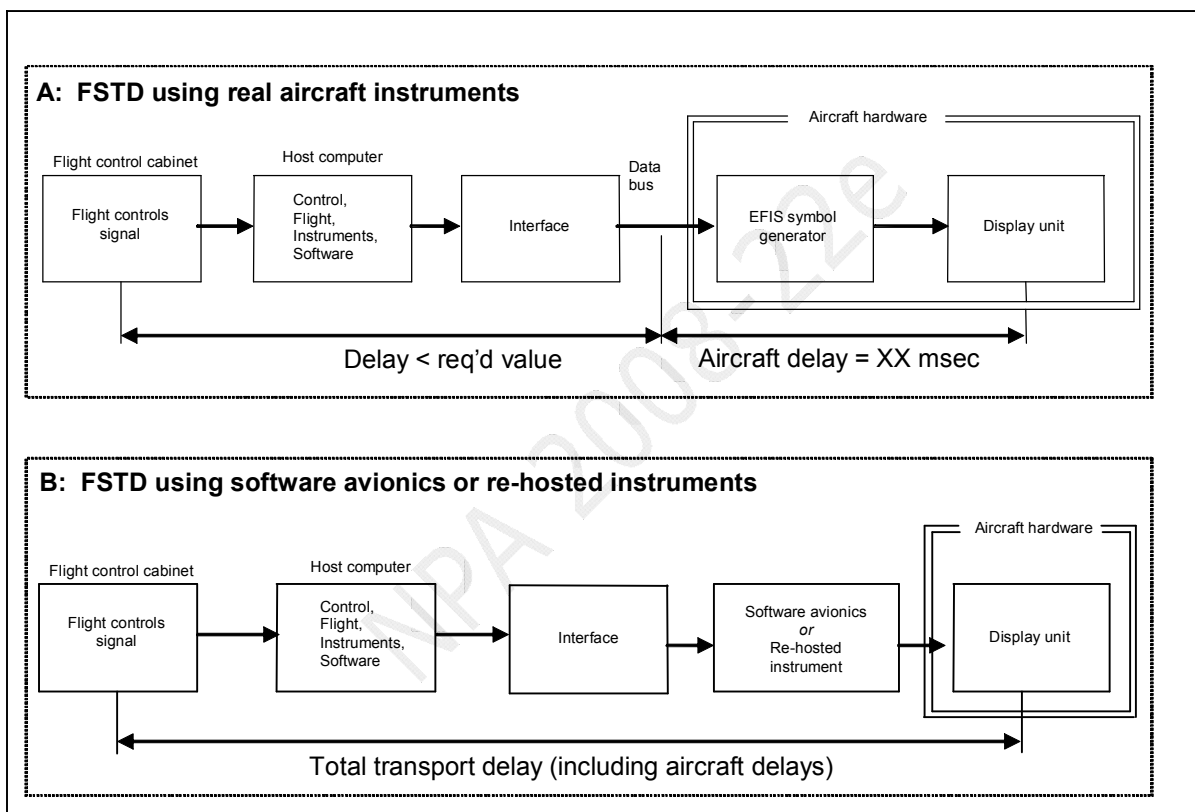 A: FSTD using real aircraft instruments
Aircraft hardware
Flight control cabinet
Host computer
Data
bus
Flight controls
signal
Control,
Flight,
Instruments,
Software
Interface
EFIS symbol
generator
Display unit
Delay < req'd value
Aircraft delay = XX msec
NPA 2008-22e
B: FSTD using software avionics or re-hosted instruments
Aircraft hardware
Flight control cabinet
Host computer
Flight controls
signal
Control,
Flight,
Instruments,
Software
Interface
Software avionics
or
Re-hosted
instrument
Display unit
Total transport delay (including aircraft delays)